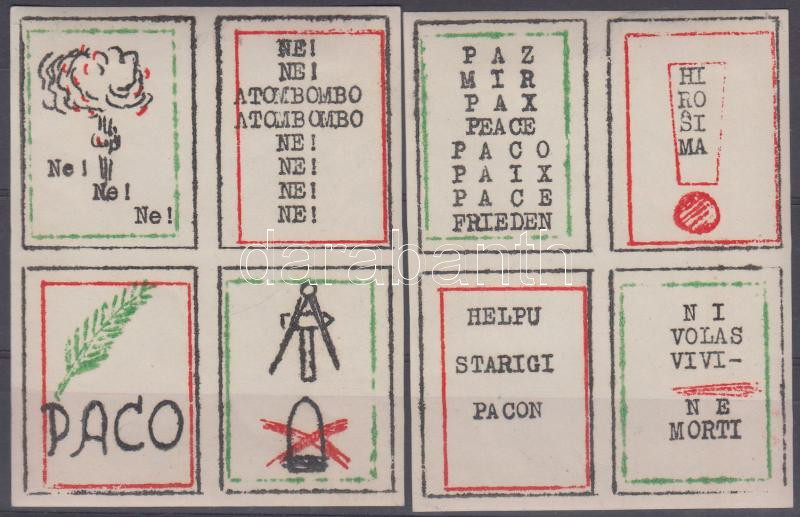 Ne!
Ne!
Ne!
NE!
NE!
ATOMBOMBO
ATOMBOMBO
NE!
NE!
NE!
NE!
PAZ
MIR
PAX
PEACE
PACO
PAIX
PACE
FRIEDEN
HI
RO
ŜI
MA
PACO
HELPU
STARIGI
PACON
NI
VOLAS
VIVI-
NE
MORTI
darabanth